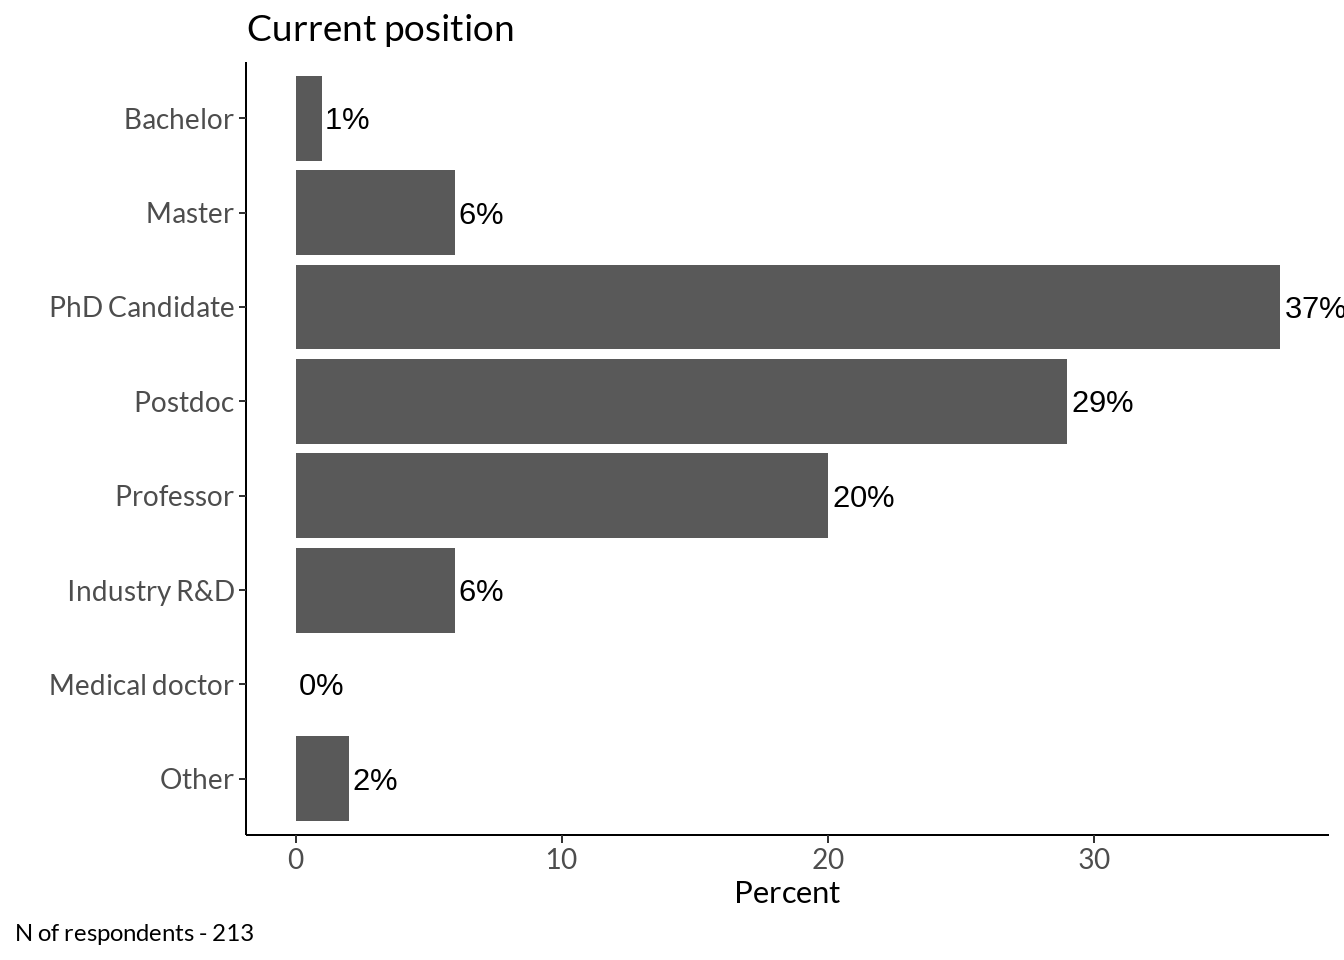 Current position
Bachelor 1%
Master 6%
PhD Candidate 37%
Postdoc 29%
Professor 20%
Industry R&D 6%
Medical doctor 0%
Other 2%
0 10 20 30
Percent
N of respondents - 213